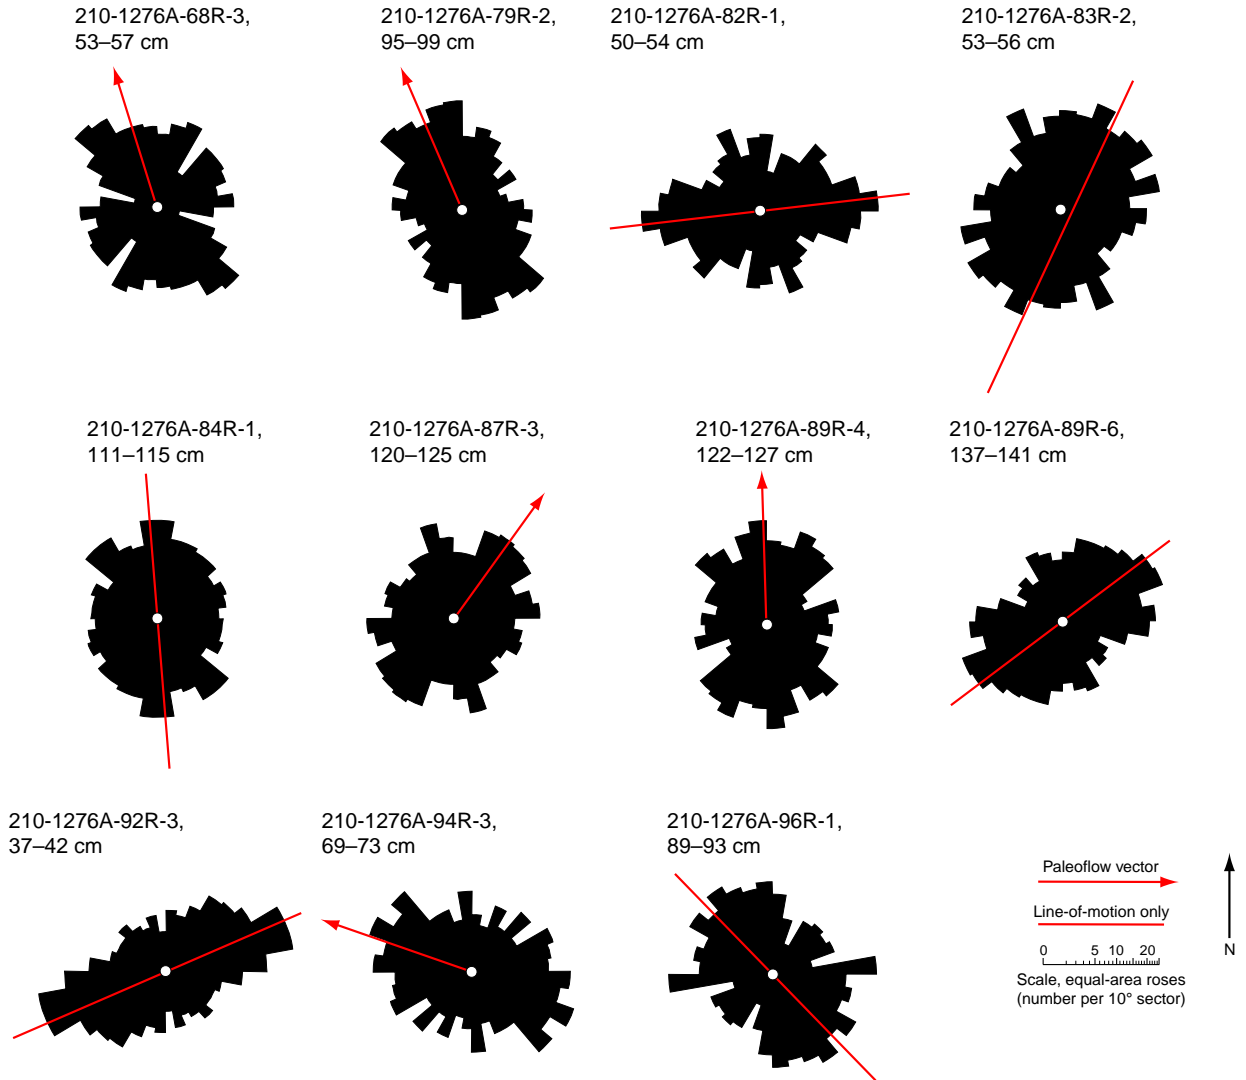 210-1276A-68R-3,
53–57 cm
210-1276A-79R-2,
95–99 cm
210-1276A-82R-1,
50–54 cm
210-1276A-83R-2,
53–56 cm
210-1276A-84R-1,
111–115 cm
210-1276A-87R-3,
120–125 cm
210-1276A-89R-4,
122–127 cm
210-1276A-89R-6,
137–141 cm
210-1276A-92R-3,
37–42 cm
210-1276A-94R-3,
69–73 cm
210-1276A-96R-1,
89–93 cm
Paleoflow vector
Line-of-motion only
0 5 10 20
Scale, equal-area roses
(number per 10° sector)
N